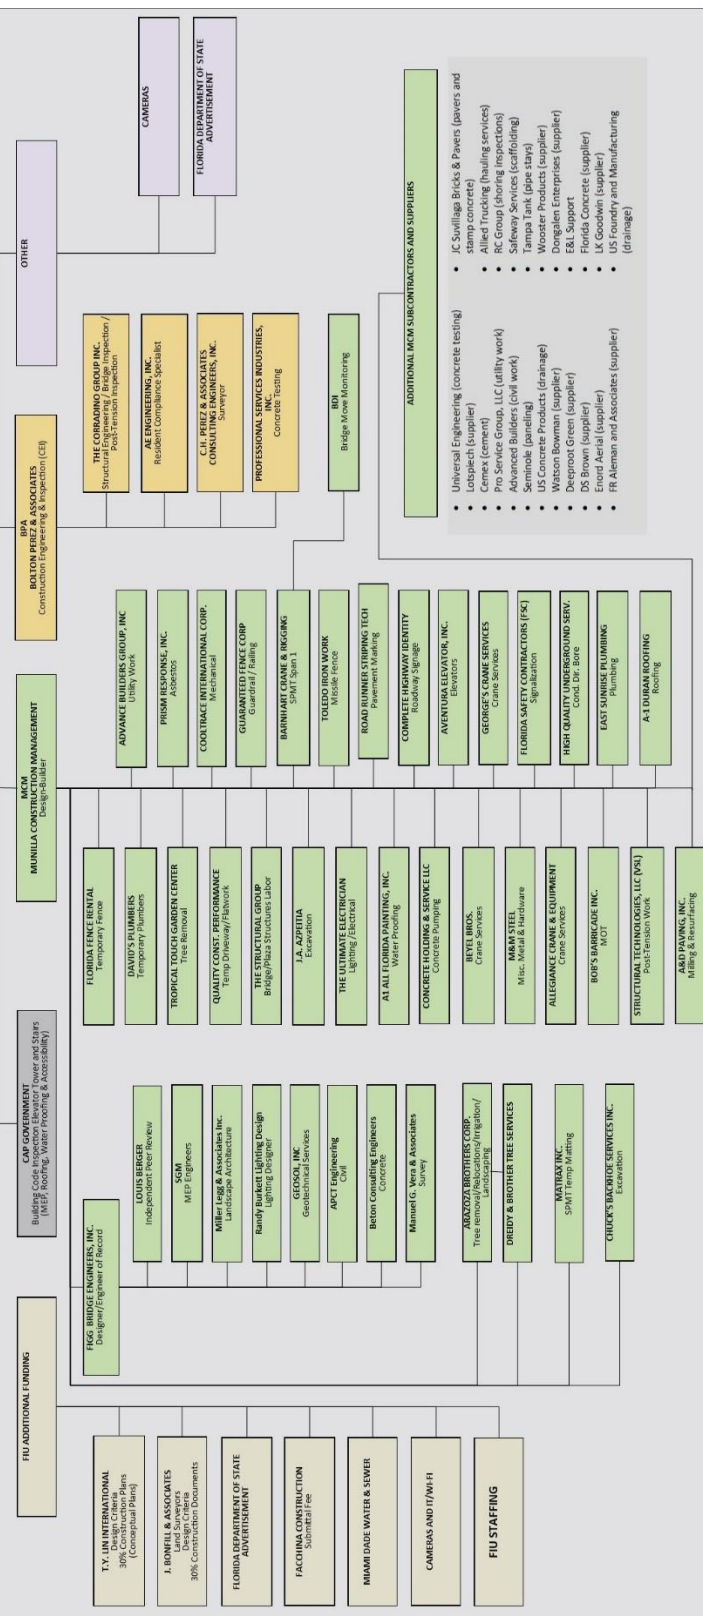 FIU ADDITIONAL FUNDING
CAP GOVERNMENT
Building Code Inspection Elevator Tower and Stairs
(MEP, Roofing, Water Proofing & Accessibility)
MCM
MUNILLA CONSTRUCTION MANAGEMENT
Design-Builder
BPA
BOLTON PEREZ & ASSOCIATES
Construction Engineering & Inspection (CEI)
OTHER
T.Y. LIN INTERNATIONAL
Design Criteria
30% Construction Plans
(Conceptual Plans)
J. BONFILL & ASSOCIATES
Land Surveyors
Design Criteria
30% Construction Documents
FLORIDA DEPARTMENT OF STATE
ADVERTISEMENT
FACCHINA CONSTRUCTION
Submittal Fee
MIAMI DADE WATER & SEWER
CAMERAS AND IT/WI-FI
FIU STAFFING
FIGG BRIDGE ENGINEERS, INC.
Designer/Engineer of Record
LOUIS BERGER
Independent Peer Review
SGM
MEP Engineers
Miller Legg & Associates Inc.
Landscape Architecture
Randy Burkett Lighting Design
Lighting Designer
GEOSOL, INC
Geotechnical Services
APCT Engineering
Civil
Beton Consulting Engineers
Concrete
Manuel G. Vera & Associates
Survey
ARAZOZA BROTHERS CORP.
Tree removal/Relocations/Irrigation/
Landscaping
DREIDY & BROTHER TREE SERVICES
MATRAX INC.
SPMT Temp Matting
CHUCK'S BACKHOE SERVICES INC.
Excavation
FLORIDA FENCE RENTAL
Temporary Fence
DAVID'S PLUMBERS
Temporary Plumbers
TROPICAL TOUCH GARDEN CENTER
Tree Removal
QUALITY CONST. PERFORMANCE
Temp Driveway/Flatwork
THE STRUCTURAL GROUP
Bridge/Plaza Structures Labor
J.A. AZPEITIA
Excavation
THE ULTIMATE ELECTRICIAN
Lighting /Electrical
A1 ALL FLORIDA PAINTING, INC.
Water Proofing
CONCRETE HOLDING & SERVICE LLC
Concrete Pumping
BEYEL BROS.
Crane Services
M&M STEEL
Misc. Metal & Hardware
ALLEGIANCE CRANE & EQUIPMENT
Crane Services
BOB'S BARRICADE INC.
MOT
STRUCTURAL TECHNOLOGIES, LLC (VSL)
Post-Tension Work
A&D PAVING, INC.
Milling & Resurfacing
ADVANCE BUILDERS GROUP, INC
Utility Work
PRISM RESPONSE, INC.
Asbestos
COOLTRACE INTERNATIONAL CORP.
Mechanical
GUARANTEED FENCE CORP
Guardrail / Railing
BARNHART CRANE & RIGGING
SPMT Span 1
TOLEDO IRON WORK
Missile Fence
ROAD RUNNER STRIPING TECH
Pavement Marking
COMPLETE HIGHWAY IDENTITY
Roadway Signage
AVENTURA ELEVATOR, INC.
Elevators
GEORGE'S CRANE SERVICES
Crane Services
FLORIDA SAFETY CONTRACTORS (FSC)
Signalization
HIGH QUALITY UNDERGROUND SERV.
Cond. Dir. Bore
EAST SUNRISE PLUMBING
Plumbing
A-1 DURAN ROOFING
Roofing
THE CORRADINO GROUP INC.
Structural Engineering / Bridge Inspection /
Post-Tension Inspection
AE ENGINEERING, INC.
Resident Compliance Specialist
C.H. PEREZ & ASSOCIATES
CONSULTING ENGINEERS, INC.
Surveyor
PROFESSIONAL SERVICES INDUSTRIES,
INC.
Concrete Testing
BDI
Bridge Move Monitoring
CAMERAS
FLORIDA DEPARTMENT OF STATE
ADVERTISEMENT
ADDITIONAL MCM SUBCONTRACTORS AND SUPPLIERS
• Universal Engineering (concrete testing)
• Lotspiech (supplier)
• Cemex (cement)
• Pro Service Group, LLC (utility work)
• Advanced Builders (civil work)
• Seminole (paneling)
• US Concrete Products (drainage)
• Watson Bowman (supplier)
• Deeproot Green (supplier)
• DS Brown (supplier)
• Enord Aerial (supplier)
• FR Aleman and Associates (supplier)
• JC Suvillaga Bricks & Pavers (pavers and
stamp concrete)
• Allied Trucking (hauling services)
• RC Group (shoring inspections)
• Safeway Services (scaffolding)
• Tampa Tank (pipe stays)
• Wooster Products (supplier)
• Dongalen Enterprises (supplier)
• E&L Support
• Florida Concrete (supplier)
• LK Goodwin (supplier)
• US Foundry and Manufacturing
(drainage)